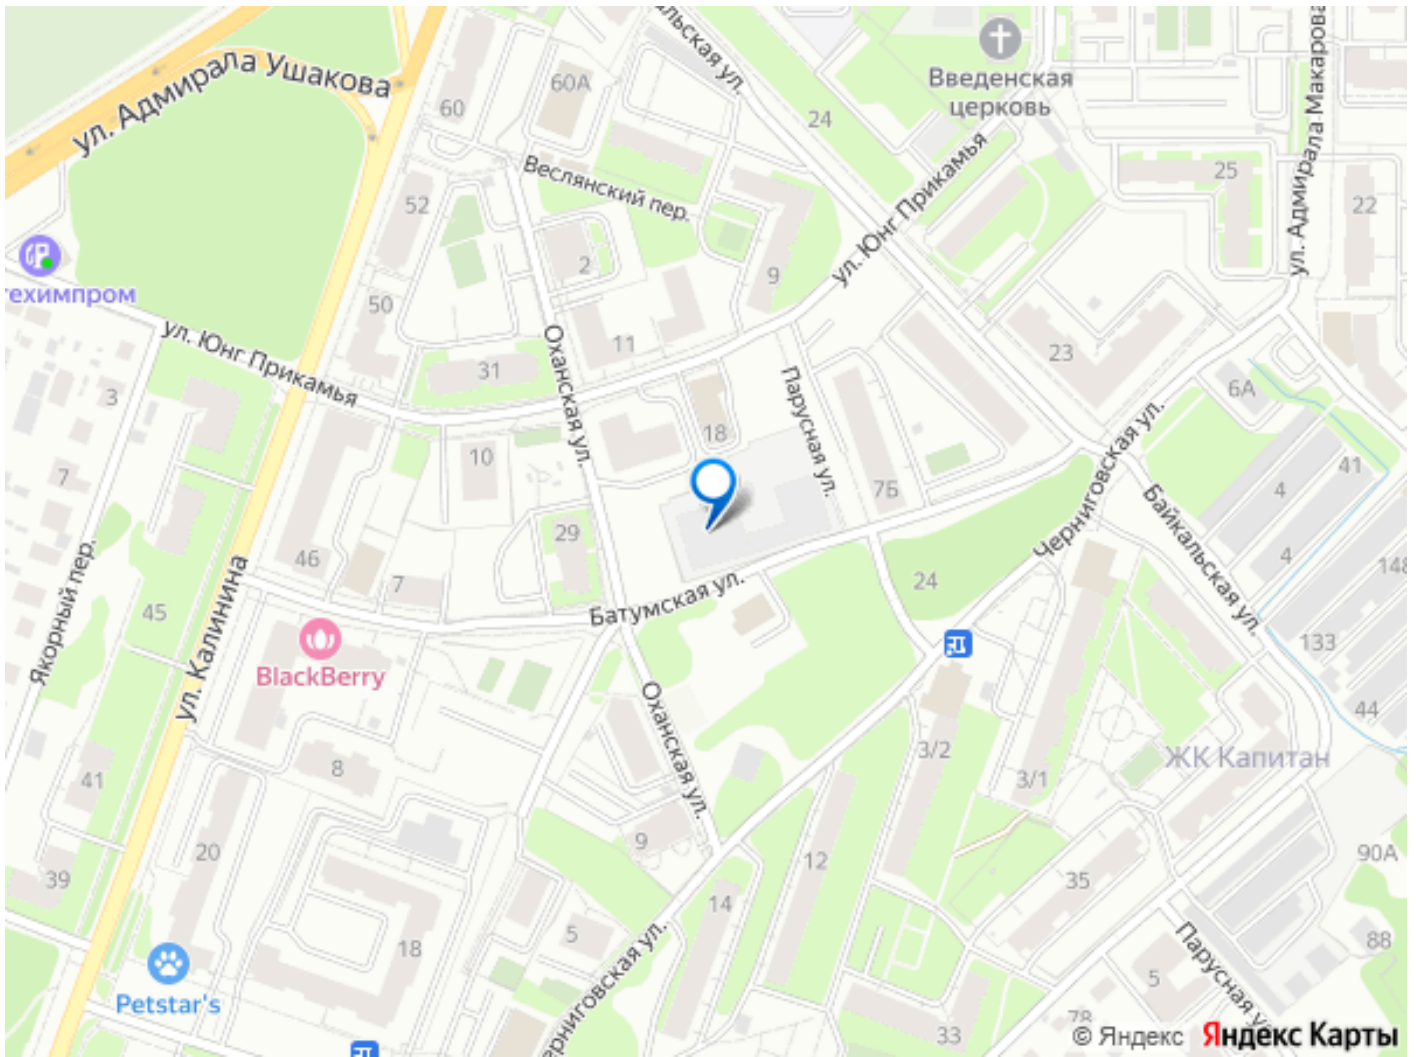 альская ул.
ул. Адмирала Ушакова
60А
60
24
Введенская
церковь
ул. Адмирала Макарова
Веслянский пер.
ул. Юнг Прикамья
25
22
52
2
9
ехимпром
50
11
31
23
ул. Юнг Прикамья
Оханская ул.
Парусная ул.
3
6А
18
10
7
7Б
41
4
4
Черниговская ул.
Байкальская ул.
29
46
7
148
24
Батумская ул.
Якорный пер.
45
ул. Калинина
133
BlackBerry
Оханская ул.
44
3/2
ЖК Капитан
8
3/1
41
9
20
12
90А
39
35
14
18
5
88
Парусная ул.
Petstar's
5
ерниговская ул.
78
33
© Яндекс Яндекс Карты